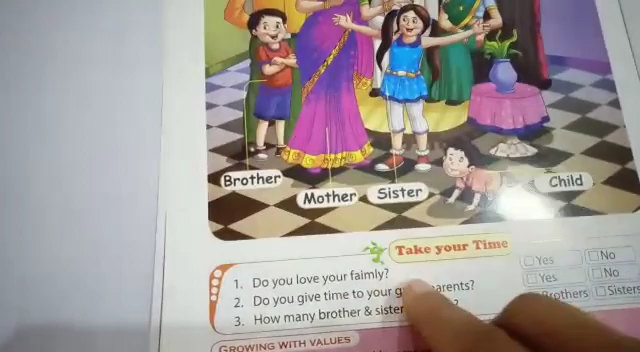 Brother
Mother
Sister
Child
Take your Time
1. Do you love your faimly? Yes No
2. Do you give time to your Yes No
3. How many brother & sister ? Brothers Sisters
GROWING WITH VALUES